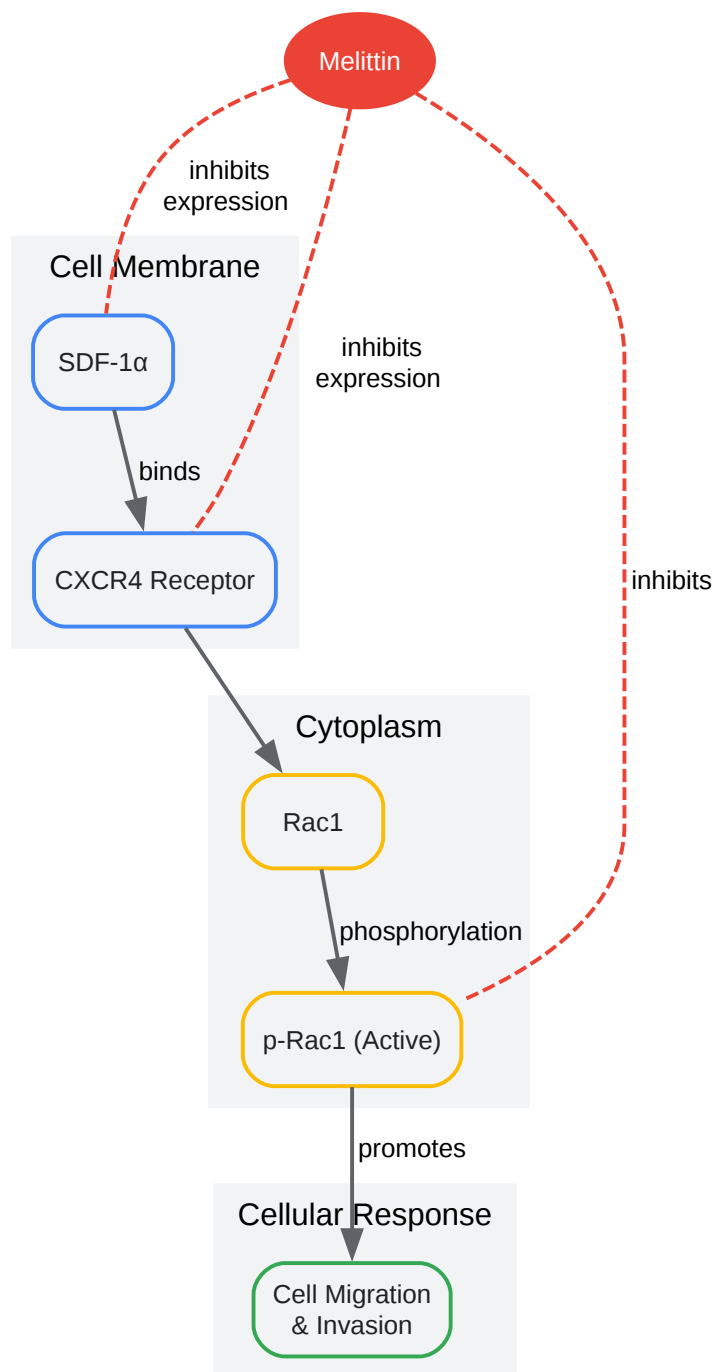 Melittin
inhibits
expression
Cell Membrane
SDF-1α
inhibits
expression
binds
CXCR4 Receptor
inhibits
Cytoplasm
Rac1
phosphorylation
p-Rac1 (Active)
promotes
Cellular Response
Cell Migration
& Invasion